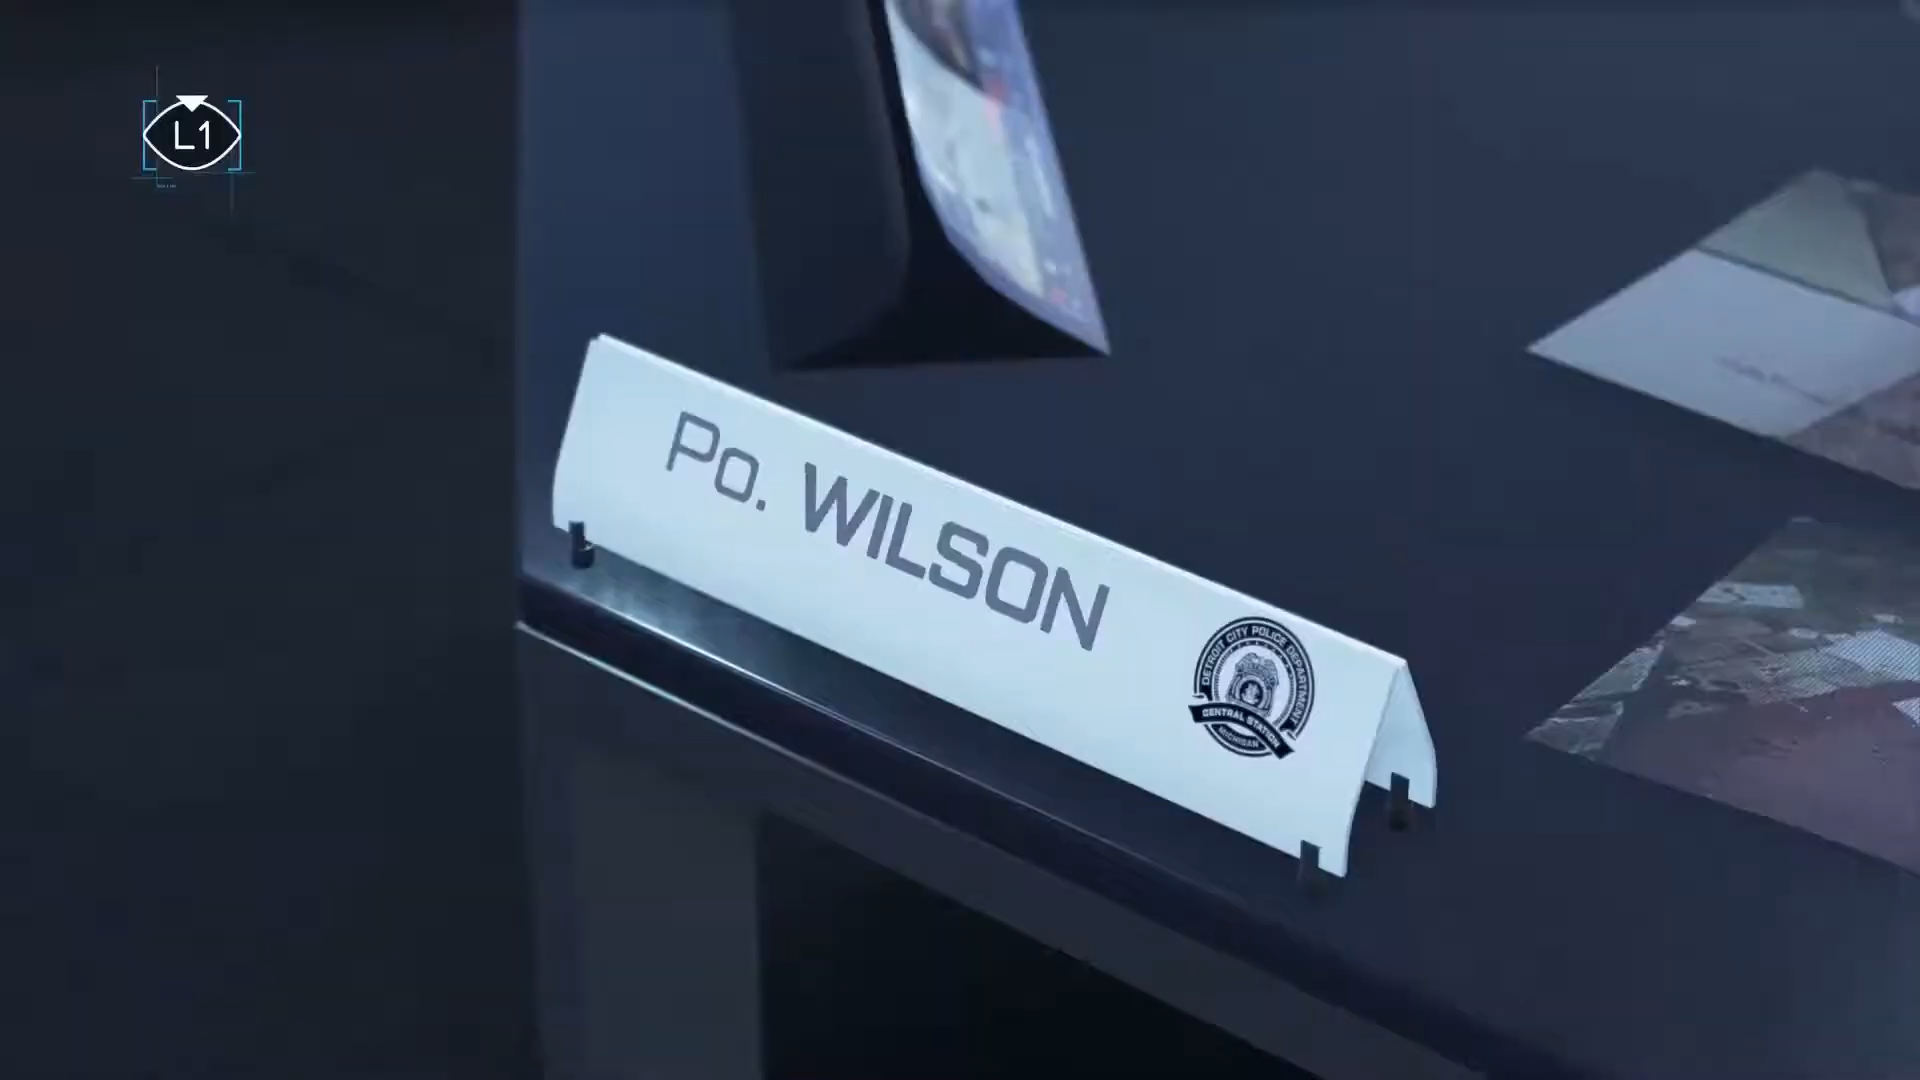 L1
Po. WILSON
DETROIT CITY POLICE DEPARTMENT
CENTRAL STATION
MICHIGAN